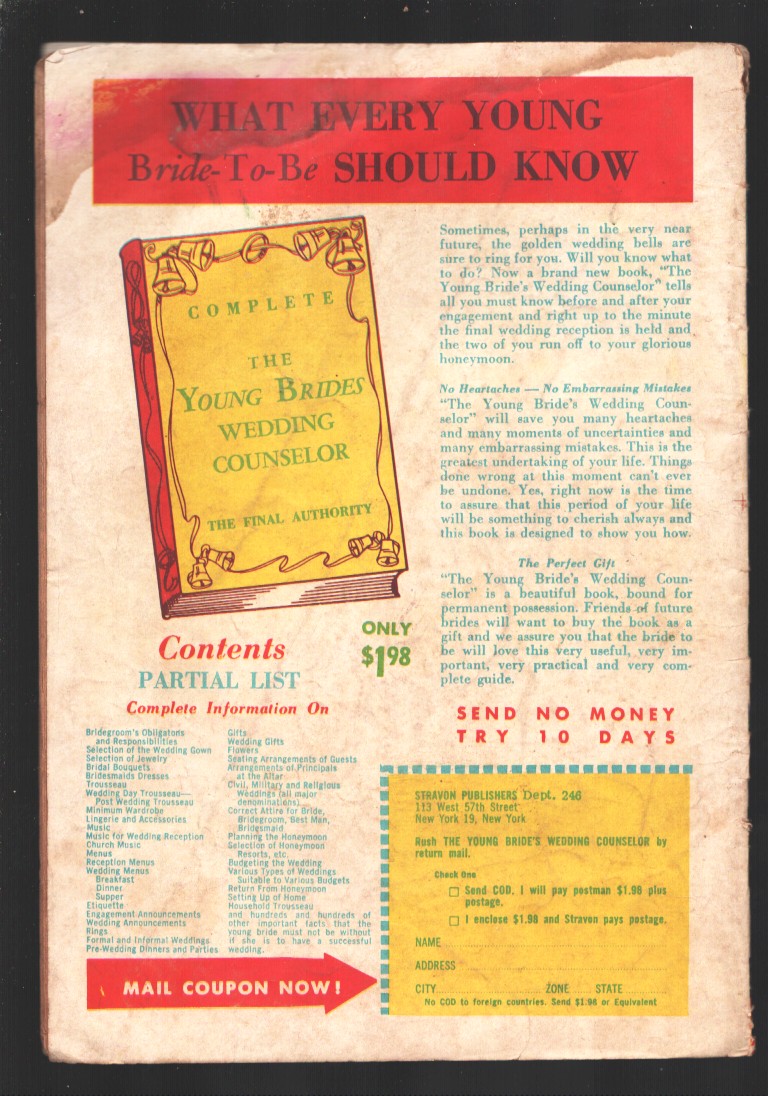 WHAT EVERY YOUNG
Bride-To-Be SHOULD KNOW
COMPLETE
THE
YOUNG BRIDES
WEDDING
COUNSELOR
THE FINAL AUTHORITY
Sometimes, perhaps in the very near
future, the golden wedding bells are
sure to ring for you. Will you know what
to do? Now a brand new book, "The
Young Bride's Wedding Counselor" tells
all you must know before and after your
engagement and right up to the minute
the final wedding reception is held and
the two of you run off to your glorious
honeymoon.
No Heartaches — No Embarrassing Mistakes
"The Young Bride's Wedding Coun-
selor" will save you many heartaches
and many moments of uncertainties and
many embarrassing mistakes. This is the
greatest undertaking of your life. Things
done wrong at this moment can't ever
be undone. Yes, right now is the time
to assure that this period of your life
will be something to cherish always and
this book is designed to show you how.
The Perfect Gift
"The Young Bride's Wedding Coun-
selor" is a beautiful book, bound for
permanent possession. Friends of future
brides will want to buy the book as a
gift and we assure you that the bride to
be will love this very useful, very im-
portant, very practical and very com-
plete guide.
ONLY
$1.98
Contents
PARTIAL LIST
Complete Information On
Bridegroom's Obligatons
and Responsibilities
Selection of the Wedding Gown
Selection of Jewelry
Bridal Bouquets
Bridesmaids Dresses
Trousseau
Wedding Day Trousseau—
Post Wedding Trousseau
Minimum Wardrobe
Lingerie and Accessories
Music
Music for Wedding Reception
Church Music
Menus
Reception Menus
Wedding Menus
Breakfast
Dinner
Supper
Etiquette
Engagement Announcements
Wedding Announcements
Rings
Formal and Informal Weddings
Pre-Wedding Dinners and Parties
Gifts
Wedding Gifts
Flowers
Seating Arrangements of Guests
Arrangements of Principals
at the Altar
Civil, Military and Religious
Weddings (all major
denominations)
Correct Attire for Bride,
Bridegroom, Best Man,
Bridesmaid
Planning the Honeymoon
Selection of Honeymoon
Resorts, etc.
Budgeting the Wedding
Various Types of Weddings
Suitable to Various Budgets
Return From Honeymoon
Setting Up of Home
Household Trousseau
and hundreds and hundreds of
other important facts that the
young bride must not be without
if she is to have a successful
wedding.
SEND NO MONEY
TRY 10 DAYS
STRAVON PUBLISHERS Dept. 246
113 West 57th Street
New York 19, New York
Rush THE YOUNG BRIDE'S WEDDING COUNSELOR by
return mail.
Check One
Send COD. I will pay postman $1.98 plus
postage.
I enclose $1.98 and Stravon pays postage.
NAME
ADDRESS
CITY ZONE STATE
No COD to foreign countries. Send $1.98 or Equivalent
MAIL COUPON NOW!